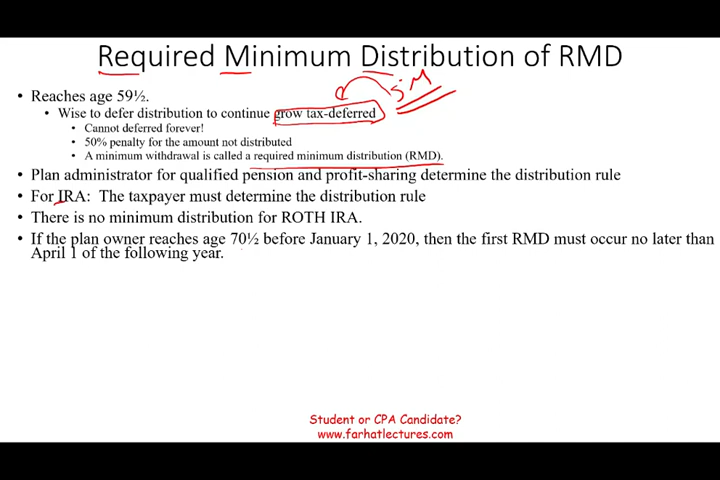 Required Minimum Distribution of RMD
5M
• Reaches age 59½.
• Wise to defer distribution to continue grow tax-deferred
• Cannot deferred forever!
• 50% penalty for the amount not distributed
• A minimum withdrawal is called a required minimum distribution (RMD).
• Plan administrator for qualified pension and profit-sharing determine the distribution rule
• For IRA: The taxpayer must determine the distribution rule
• There is no minimum distribution for ROTH IRA.
• If the plan owner reaches age 70½ before January 1, 2020, then the first RMD must occur no later than
April 1 of the following year.
Student or CPA Candidate?
www.farhatlectures.com